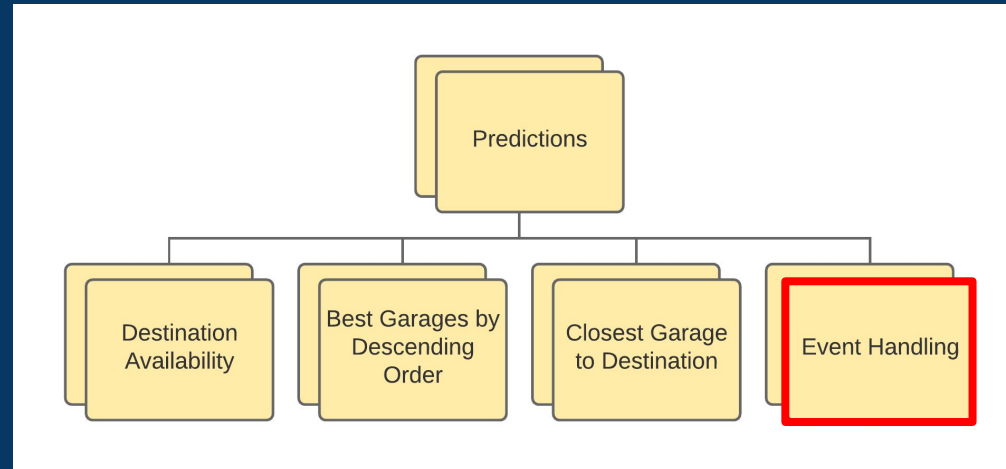 Predictions
Destination
Availability
Best Garages by
Descending
Order
Closest Garage
to Destination
Event Handling